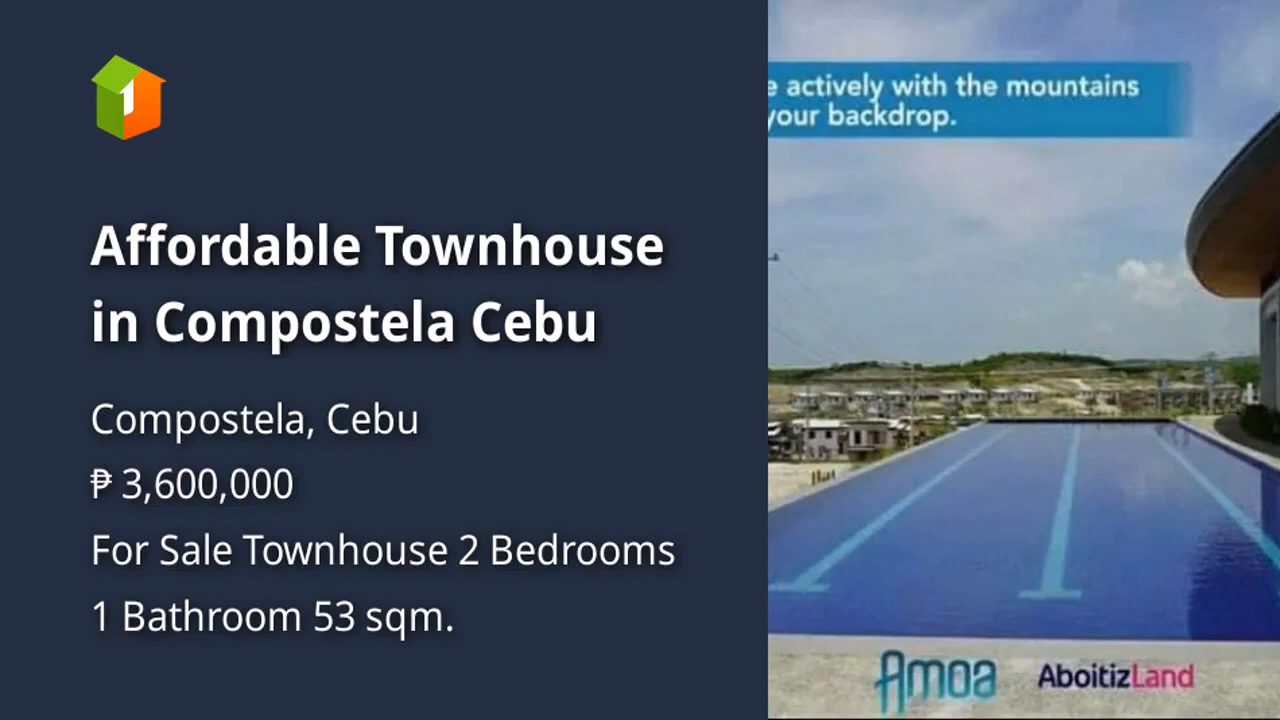 Affordable Townhouse
in Compostela Cebu
Compostela, Cebu
₱ 3,600,000
For Sale Townhouse 2 Bedrooms
1 Bathroom 53 sqm.
e actively with the mountains
your backdrop.
Amoa
AboitizLand